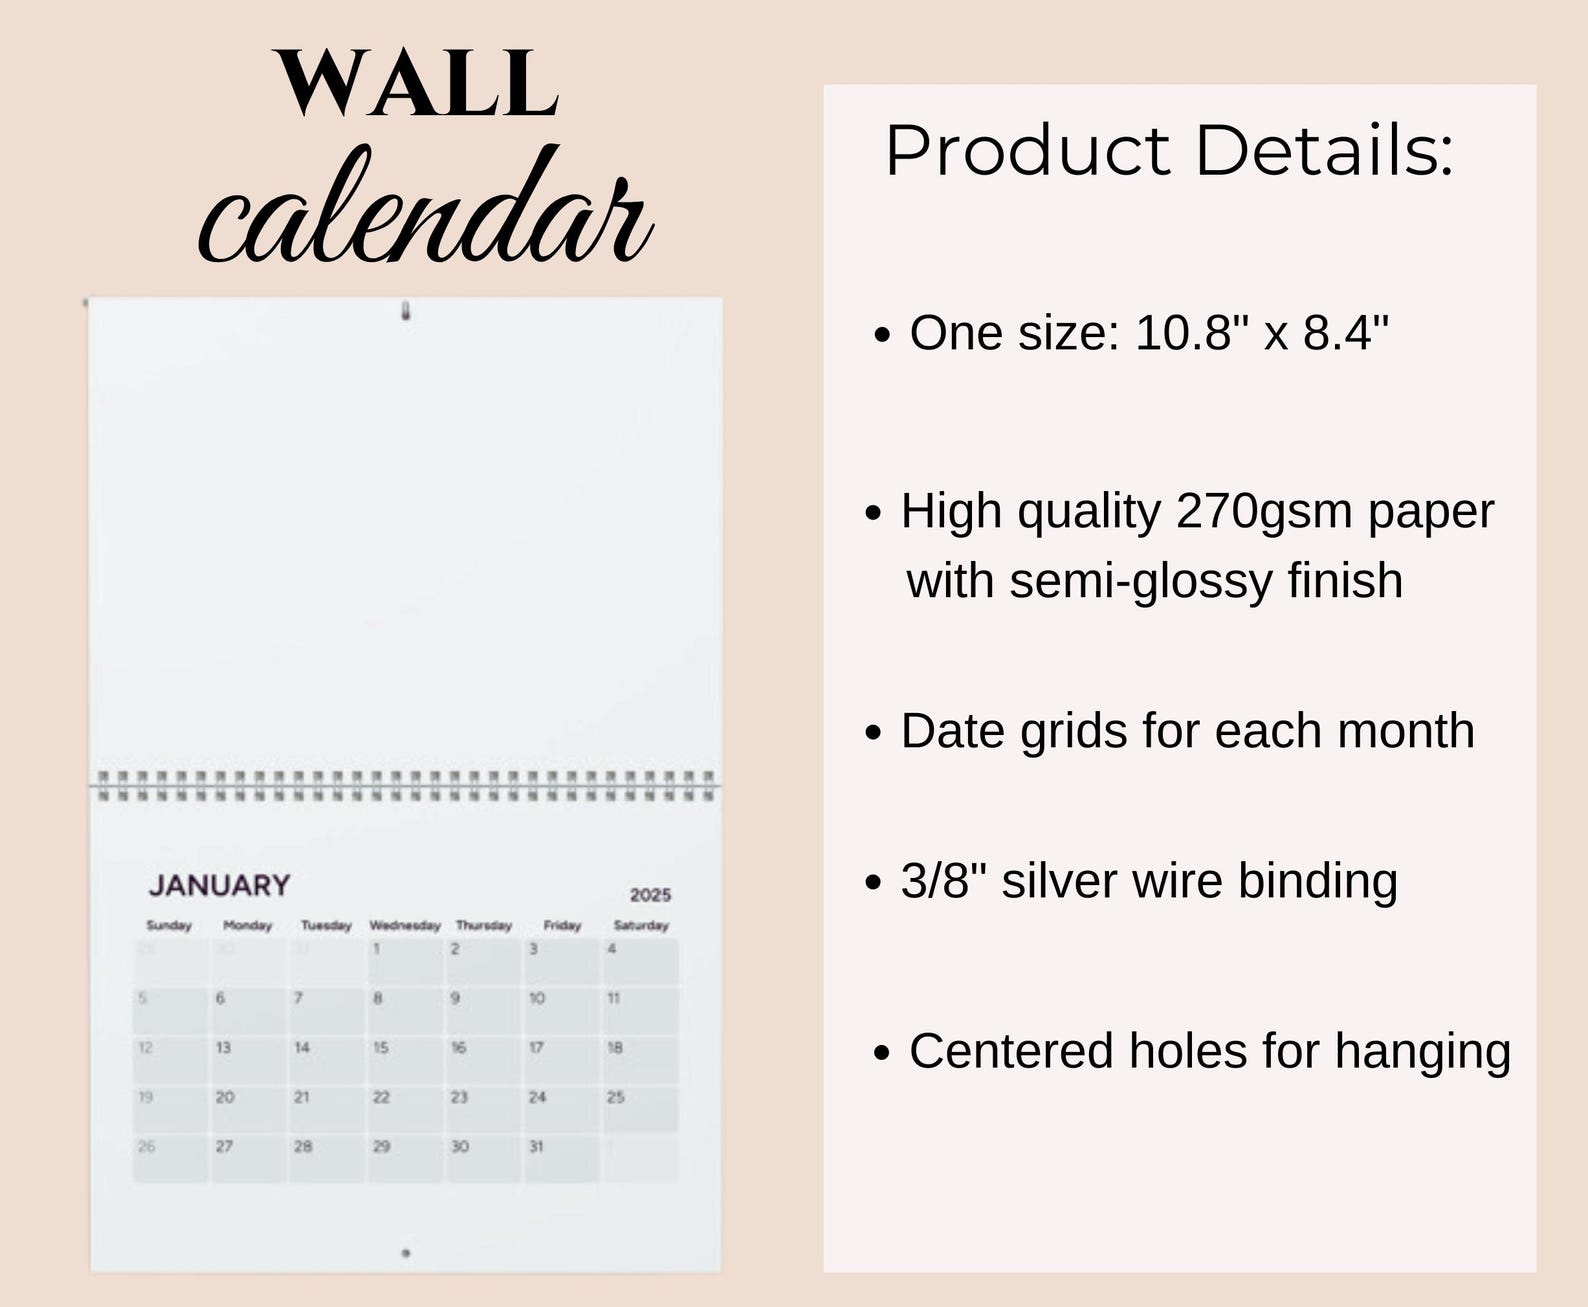 WALL
calendar
JANUARY
2025
Sunday Monday Tuesday Wednesday Thursday Friday Saturday
29 30 31 1 2 3 4
5 6 7 8 9 10 11
12 13 14 15 16 17 18
19 20 21 22 23 24 25
26 27 28 29 30 31
Product Details:
• One size: 10.8" x 8.4"
• High quality 270gsm paper
with semi-glossy finish
• Date grids for each month
• 3/8" silver wire binding
• Centered holes for hanging